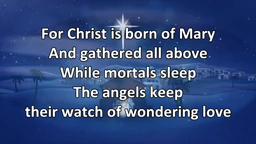 For Christ is born of Mary
And gathered all above
While mortals sleep
The angels keep
their watch of wondering love